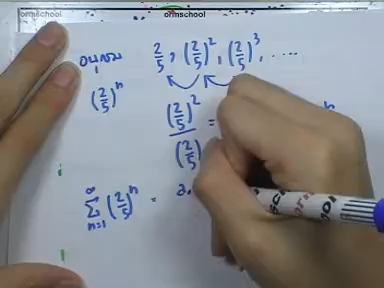 ormschool
ormschool
อนุกรม 2/5, (2/5)², (2/5)³, ....
(2/5)ⁿ
(2/5)² / (2/5) =
∞ Σ n=1 (2/5)ⁿ =